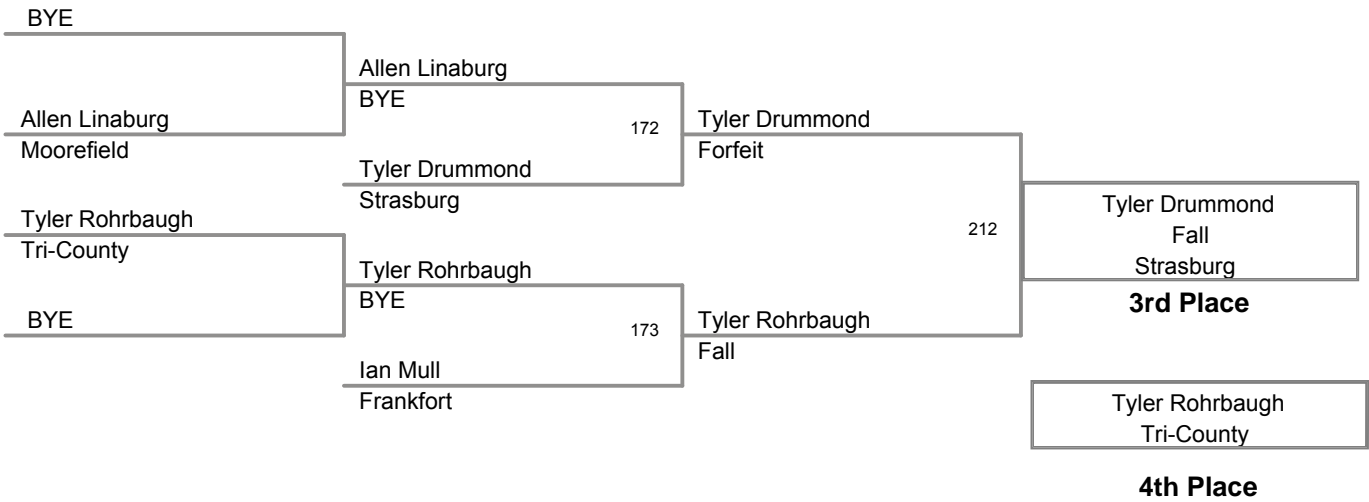 BYE
Allen Linaburg
BYE
Allen Linaburg
Moorefield
172
Tyler Drummond
Forfeit
Tyler Drummond
Strasburg
Tyler Rohrbaugh
Tri-County
212
Tyler Drummond
Fall
Strasburg
3rd Place
Tyler Rohrbaugh
BYE
BYE
173
Tyler Rohrbaugh
Fall
Ian Mull
Frankfort
Tyler Rohrbaugh
Tri-County
4th Place